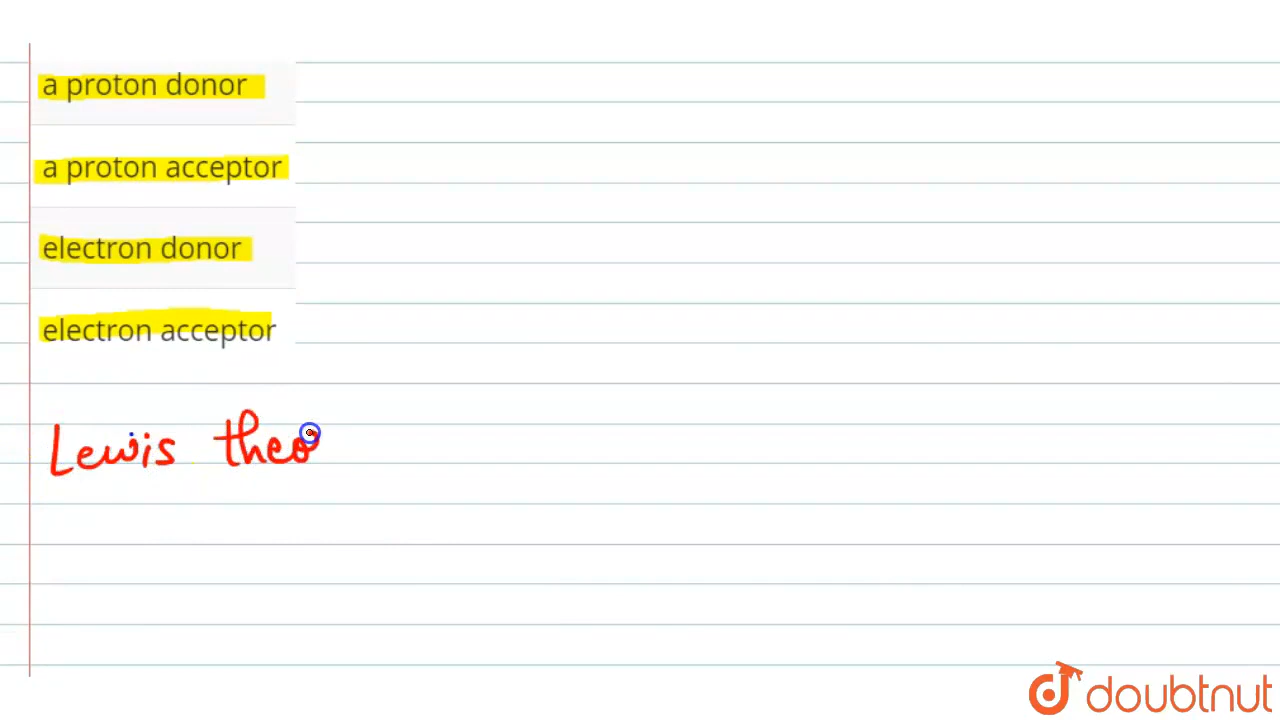 a proton donor
a proton acceptor
electron donor
electron acceptor
Lewis theo
doubtnut